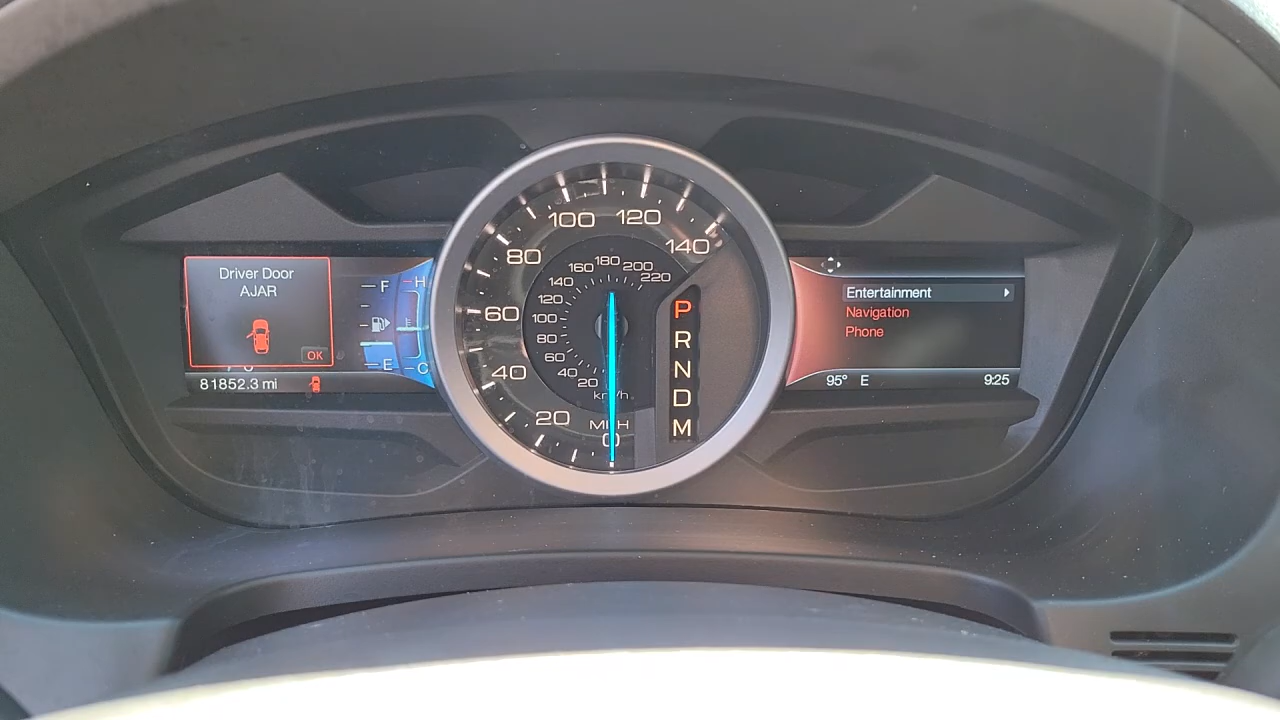 Driver Door
AJAR
OK
81852.3 mi
F
E
H
C
0
20
40
60
80
100
120
140
MPH
20
40
60
80
100
120
140
160
180
200
220
km/h
P
R
N
D
M
Entertainment
Navigation
Phone
95° E
9:25